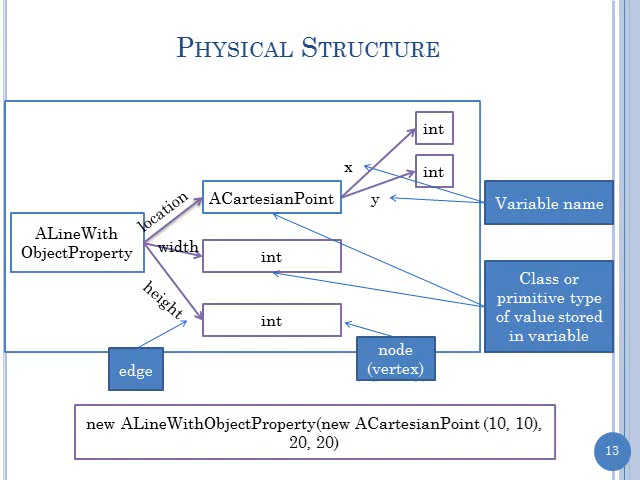 PHYSICAL STRUCTURE
int
x
int
location
ACartesianPoint
y
Variable name
ALineWith
ObjectProperty
width
int
height
int
Class or
primitive type
of value stored
in variable
edge
node
(vertex)
new ALineWithObjectProperty(new ACartesianPoint (10, 10),
20, 20)
13